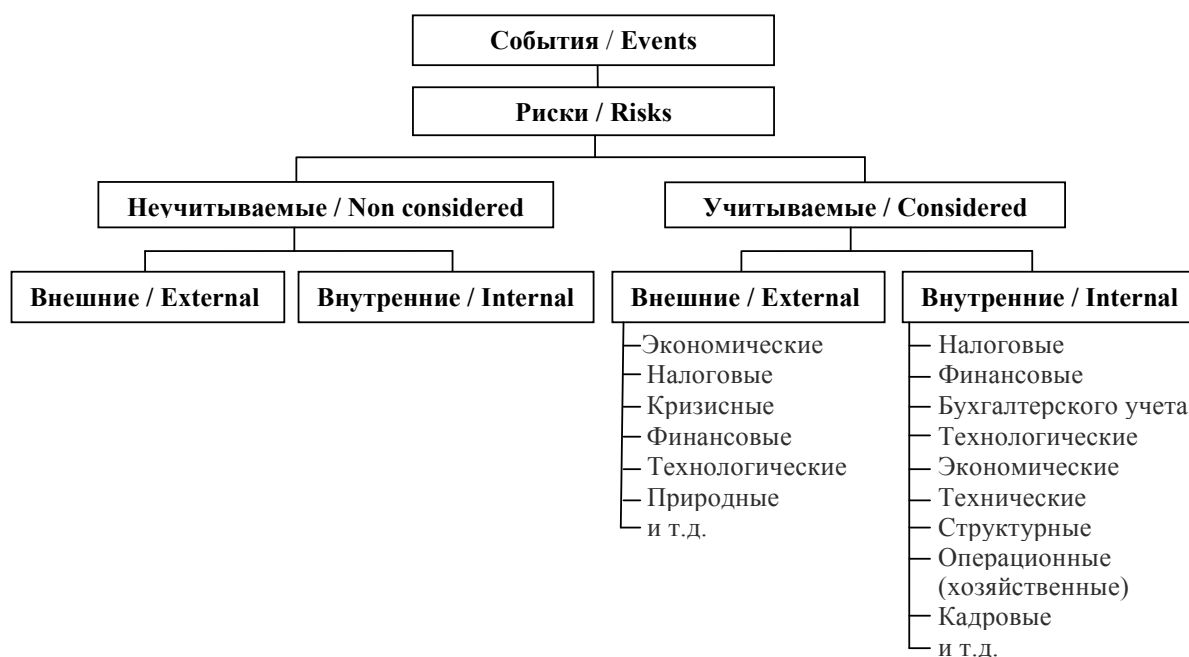 События / Events
Риски / Risks
Неучитываемые / Non considered
Учитываемые / Considered
Внешние / External
Внутренние / Internal
Внешние / External
Экономические
Налоговые
Кризисные
Финансовые
Технологические
Природные
и т.д.
Внутренние / Internal
Налоговые
Финансовые
Бухгалтерского учета
Технологические
Экономические
Технические
Структурные
Операционные
(хозяйственные)
Кадровые
и т.д.